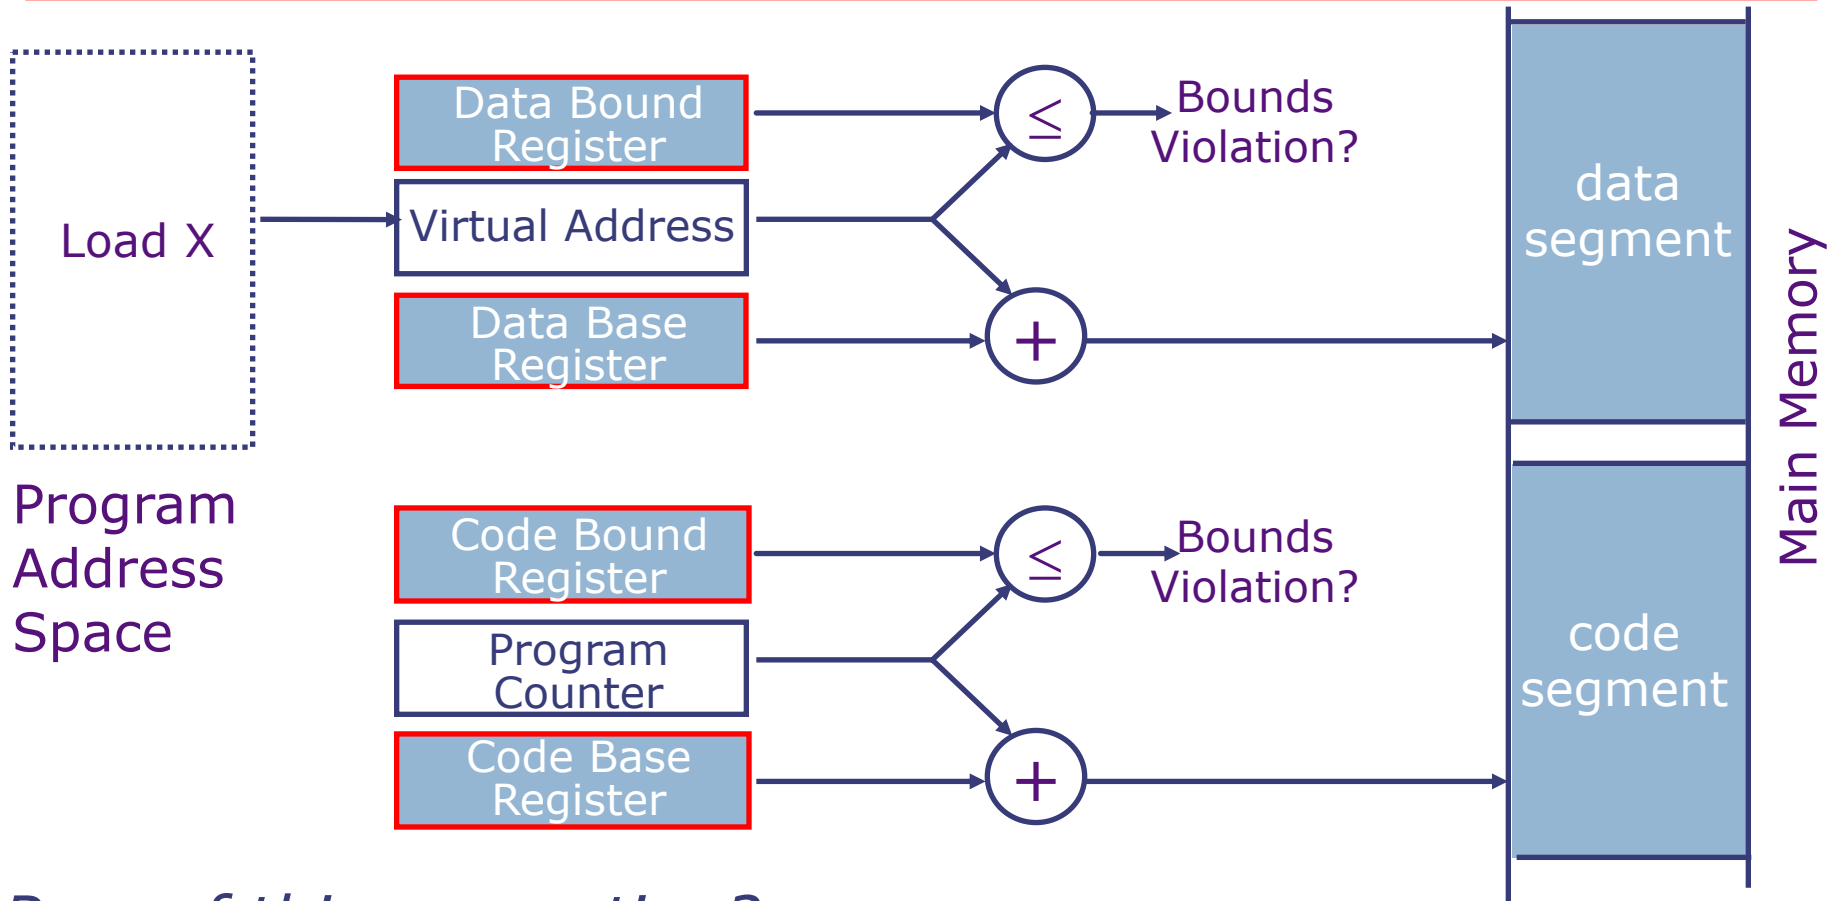 Load X
Program
Address
Space
Data Bound
Register
Virtual Address
Data Base
Register
≤
Bounds
Violation?
+
Code Bound
Register
Program
Counter
Code Base
Register
≤
Bounds
Violation?
+
data
segment
code
segment
Main Memory